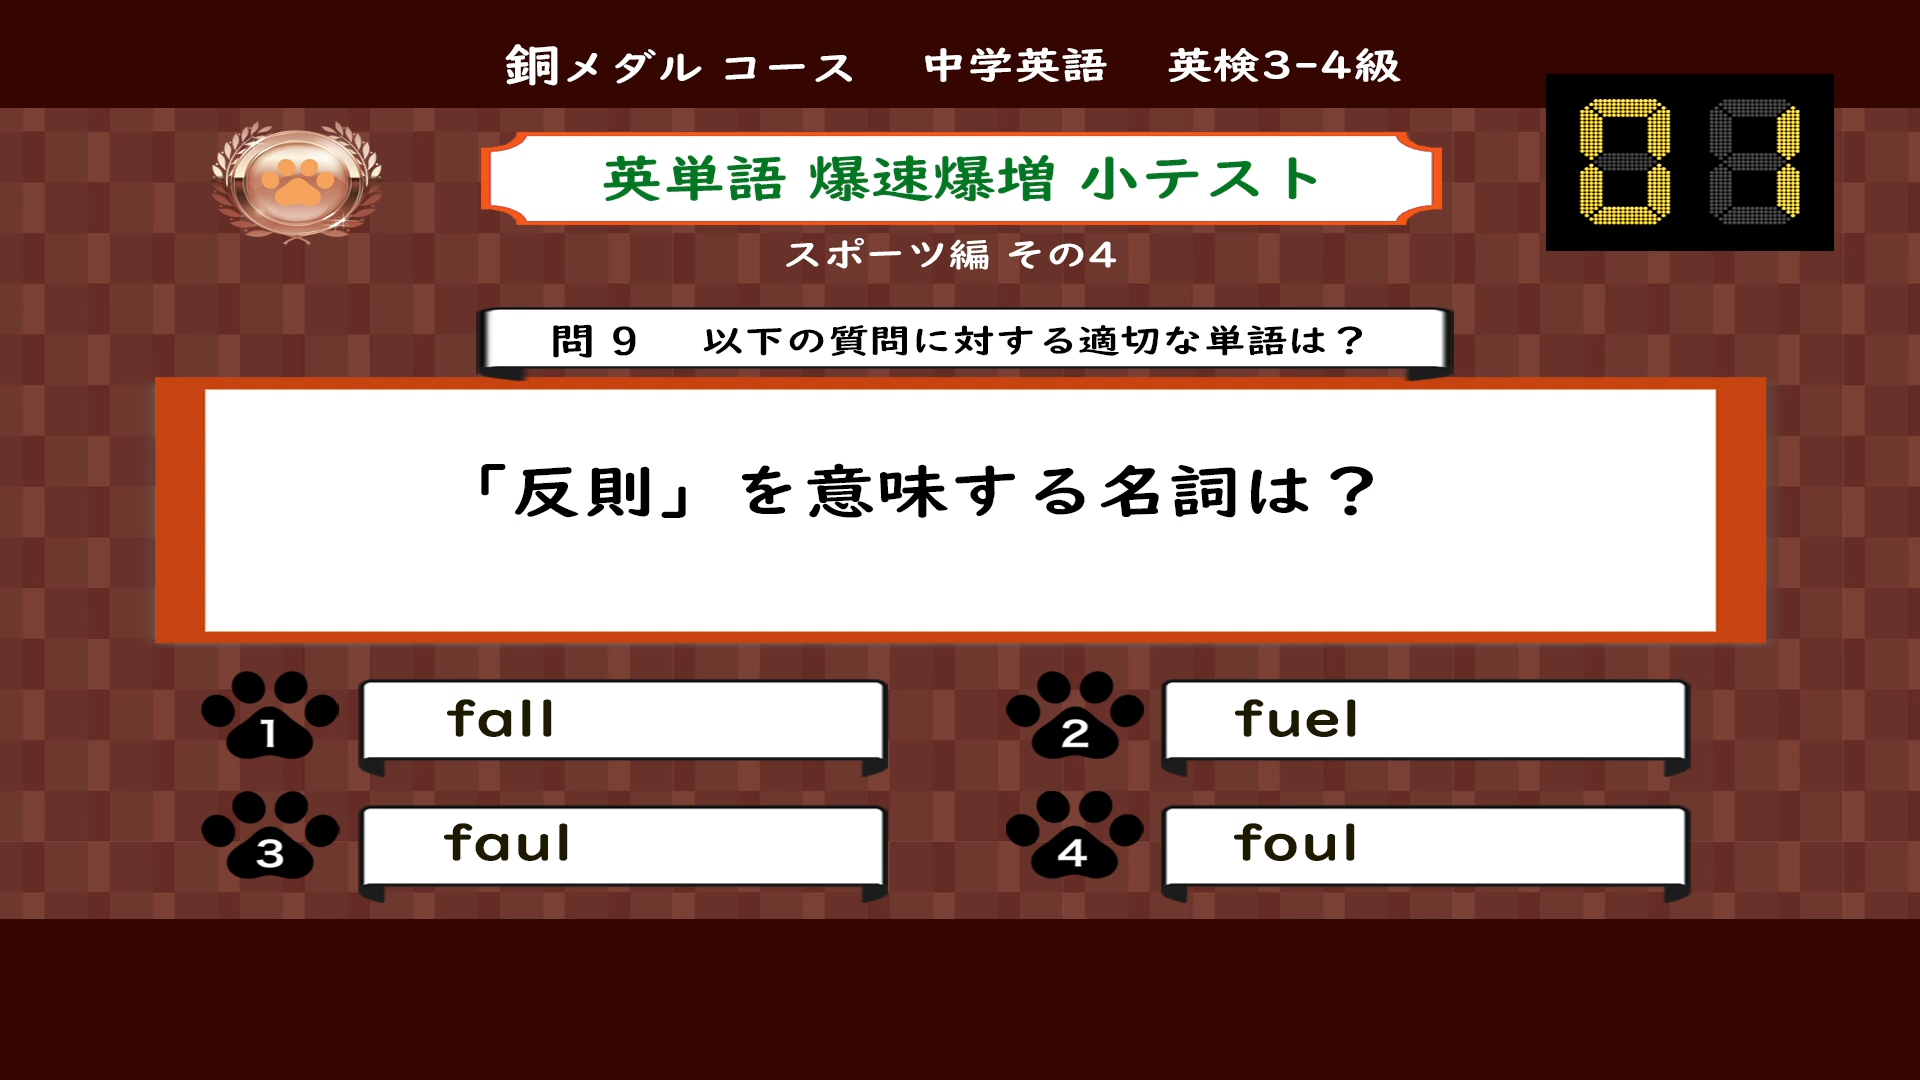 銅メダル コース 中学英語 英検3-4級
01
英単語 爆速爆増 小テスト
スポーツ編 その4
問 9 以下の質問に対する適切な単語は？
「反則」を意味する名詞は？
1 fall
2 fuel
3 faul
4 foul